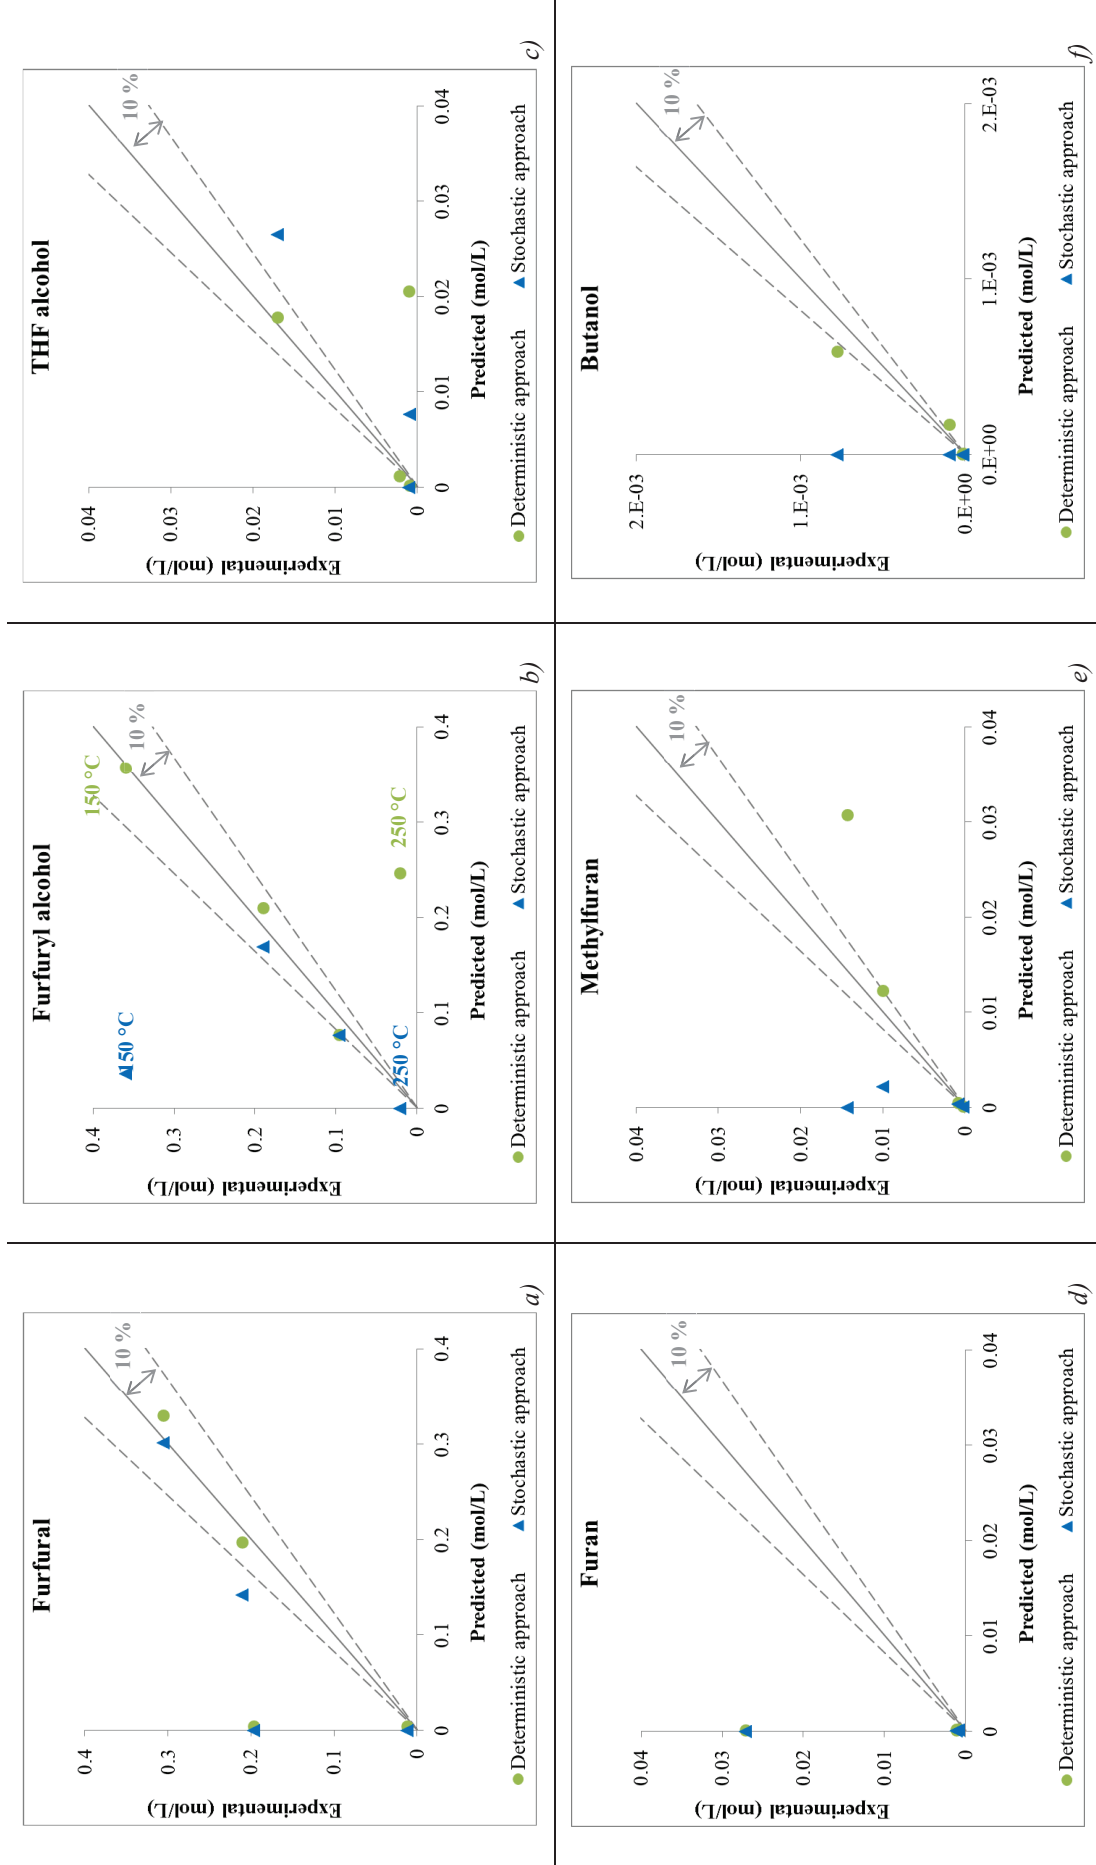 Furfural
0.4
0.3
0.2
0.1
0
Experimental (mol/L)
0
0.1
0.2
0.3
0.4
10 %
Predicted (mol/L)
Deterministic approach
Stochastic approach
a)
Furfuryl alcohol
0.4
0.3
0.2
0.1
0
Experimental (mol/L)
150 °C
250 °C
150 °C
250 °C
0
0.1
0.2
0.3
0.4
10 %
Predicted (mol/L)
Deterministic approach
Stochastic approach
b)
THF alcohol
0.04
0.03
0.02
0.01
0
Experimental (mol/L)
0
0.01
0.02
0.03
0.04
10 %
Predicted (mol/L)
Deterministic approach
Stochastic approach
c)
Furan
0.04
0.03
0.02
0.01
0
Experimental (mol/L)
0
0.01
0.02
0.03
0.04
10 %
Predicted (mol/L)
Deterministic approach
Stochastic approach
d)
Methylfuran
0.04
0.03
0.02
0.01
0
Experimental (mol/L)
0
0.01
0.02
0.03
0.04
10 %
Predicted (mol/L)
Deterministic approach
Stochastic approach
e)
Butanol
2.E-03
1.E-03
0.E+00
Experimental (mol/L)
0.E+00
1.E-03
2.E-03
10 %
Predicted (mol/L)
Deterministic approach
Stochastic approach
f)